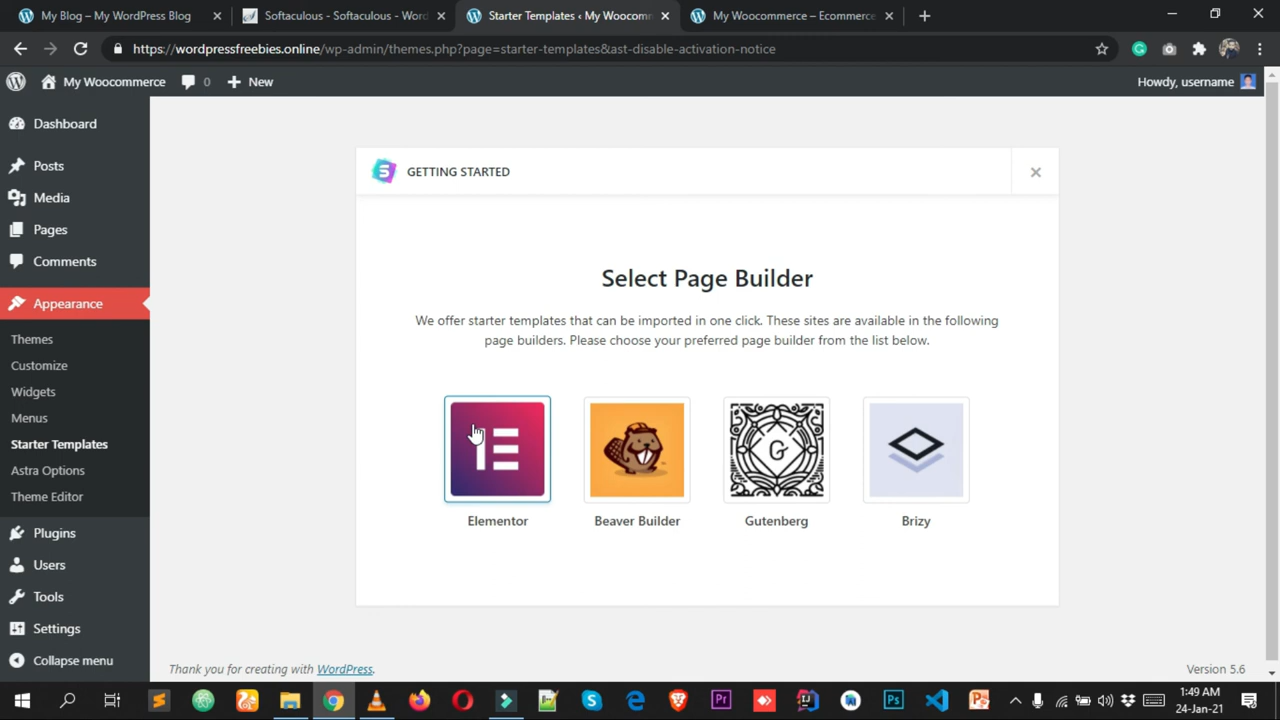 My Blog – My WordPress Blog
Softaculous - Softaculous - Word
Starter Templates ‹ My Woocomm
My Woocommerce – Ecommerce
https://wordpressfreebies.online/wp-admin/themes.php?page=starter-templates&ast-disable-activation-notice
My Woocommerce
0
New
Howdy, username
Dashboard
Posts
Media
Pages
Comments
Appearance
Themes
Customize
Widgets
Menus
Starter Templates
Astra Options
Theme Editor
Plugins
Users
Tools
Settings
Collapse menu
GETTING STARTED
Select Page Builder
We offer starter templates that can be imported in one click. These sites are available in the following
page builders. Please choose your preferred page builder from the list below.
Elementor
Beaver Builder
Gutenberg
Brizy
Thank you for creating with WordPress.
Version 5.6
1:49 AM
24-Jan-21